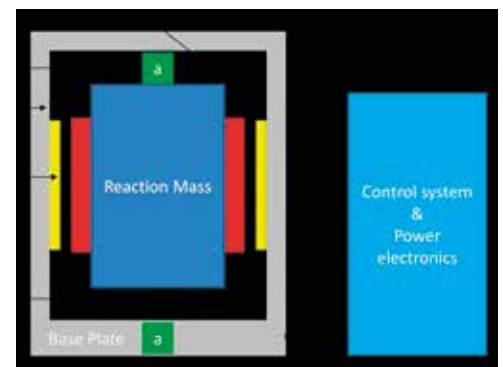 a
Reaction Mass
Control system
&
Power
electronics
Base Plate
a